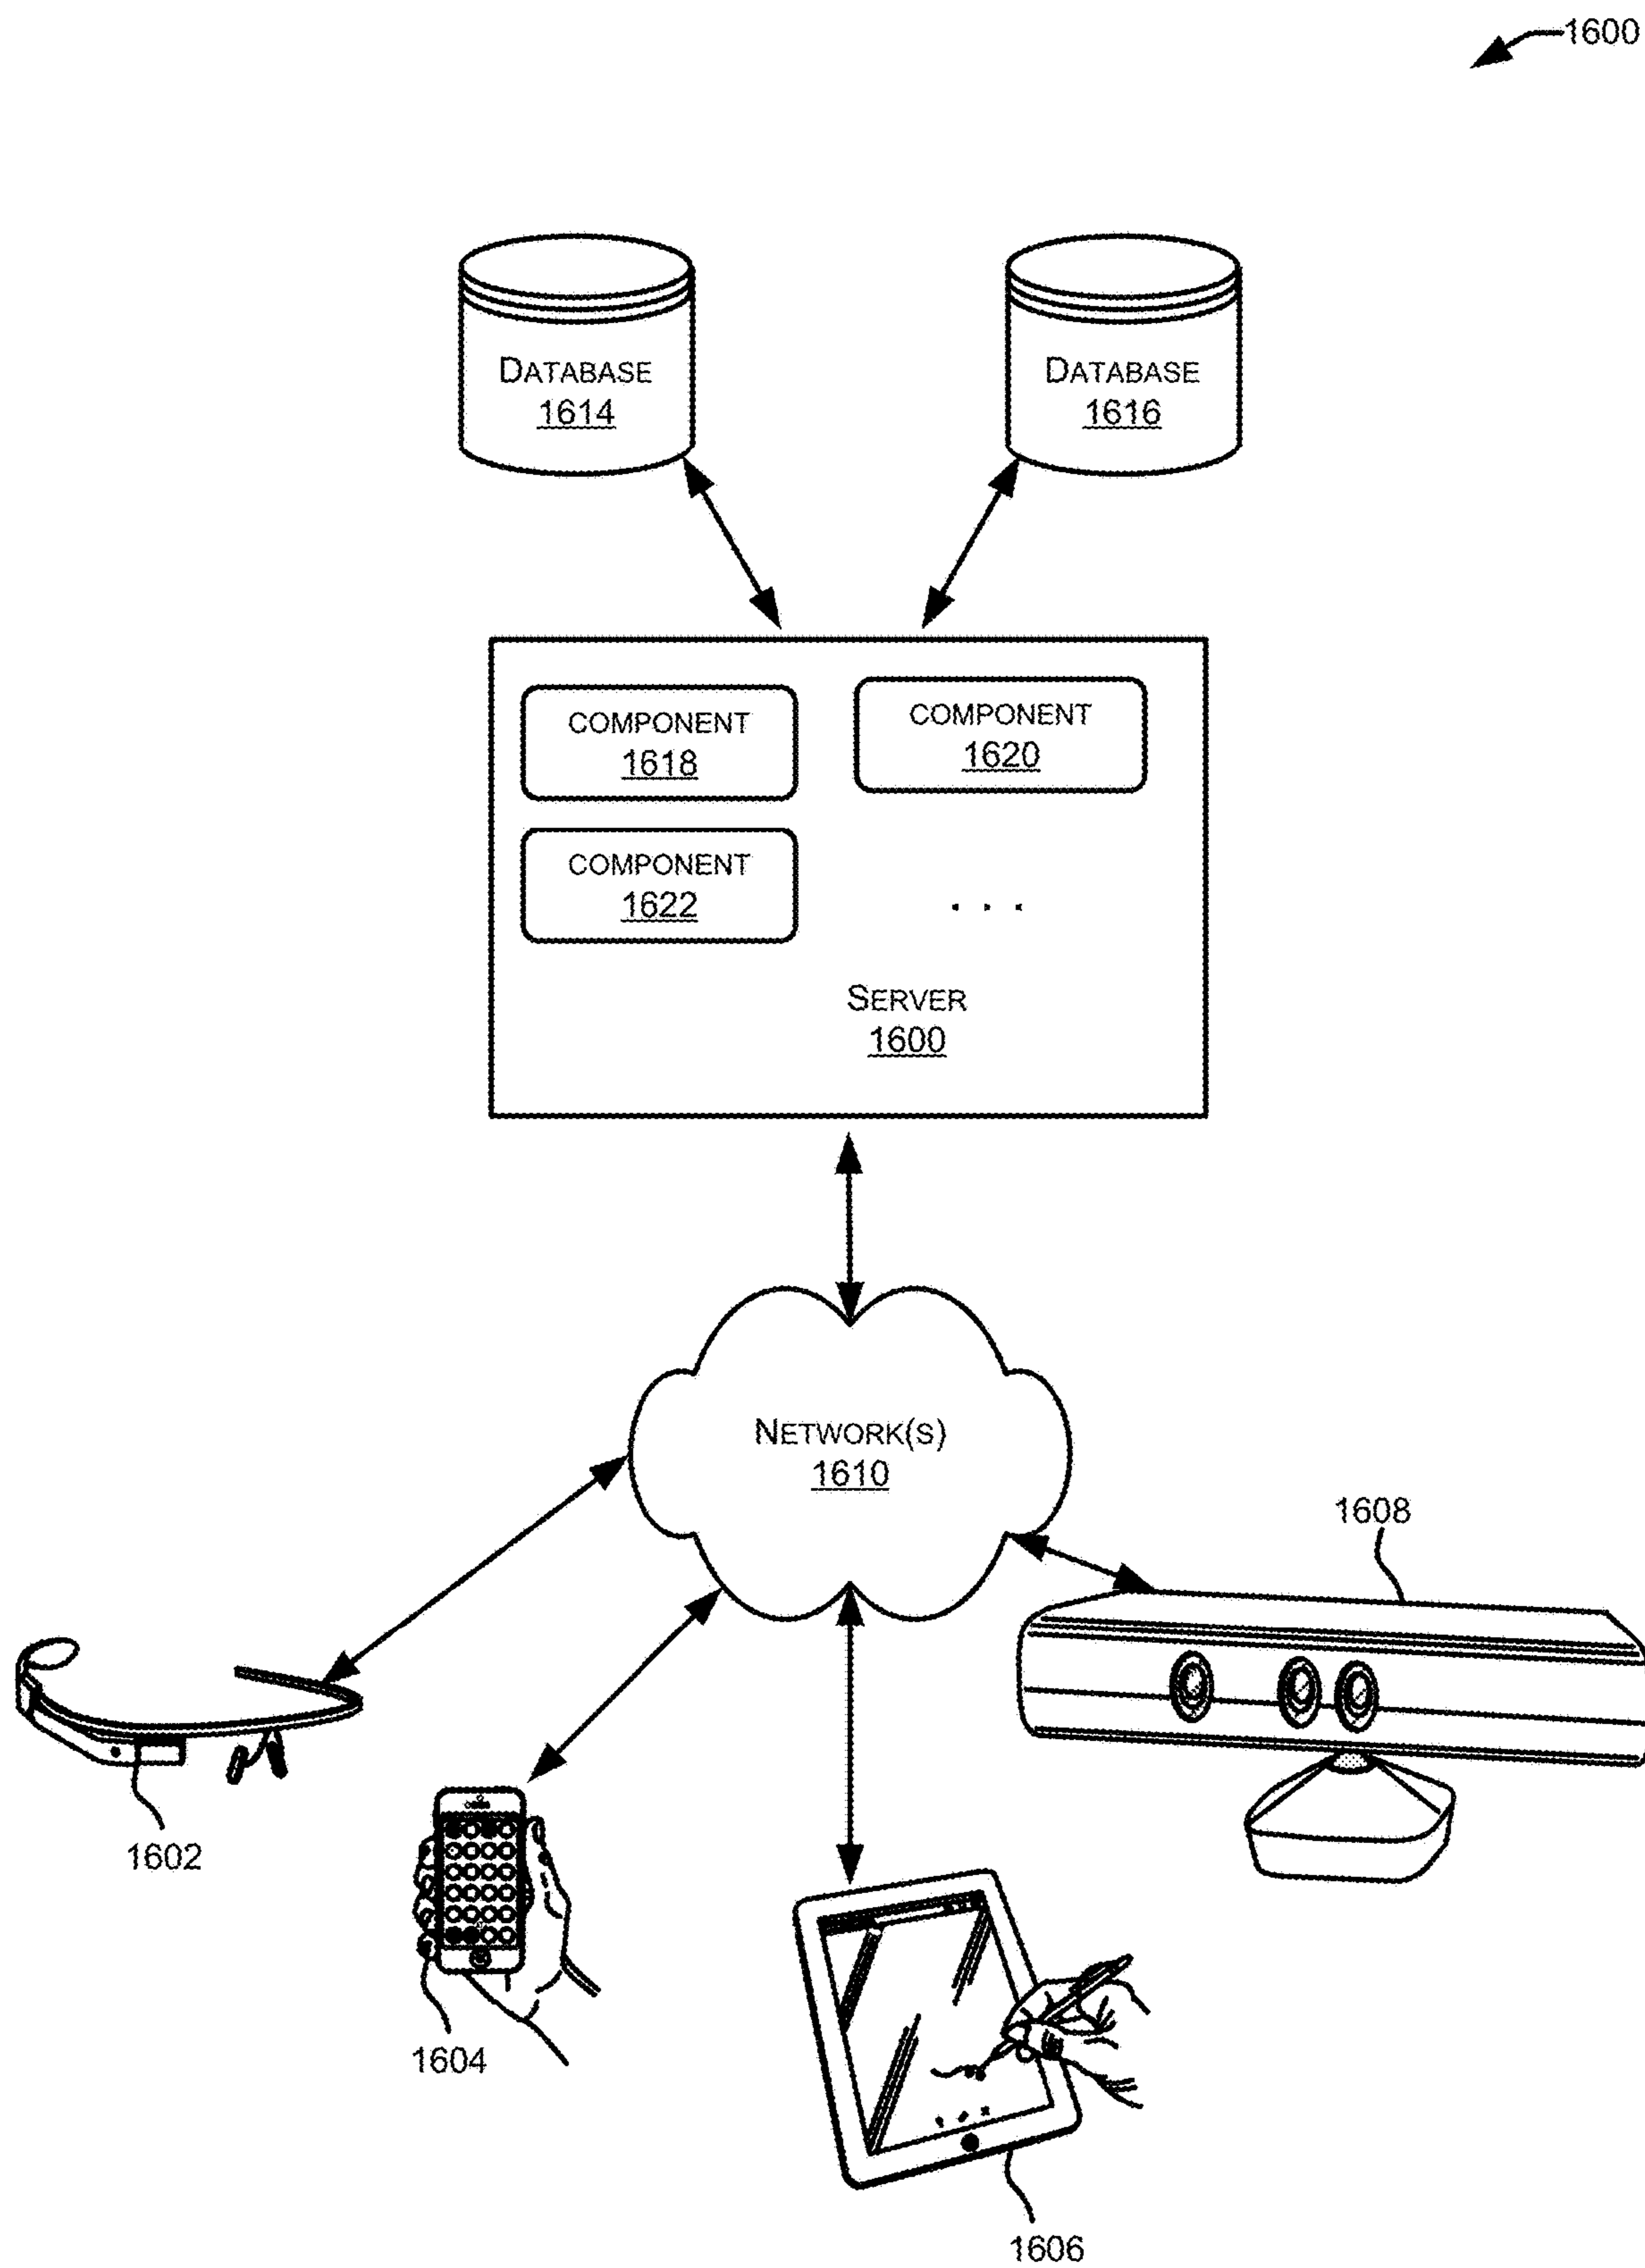 1600
DATABASE
1614
DATABASE
1616
COMPONENT
1618
COMPONENT
1620
COMPONENT
1622
. . .
SERVER
1600
NETWORK(S)
1610
1608
1602
1604
1606